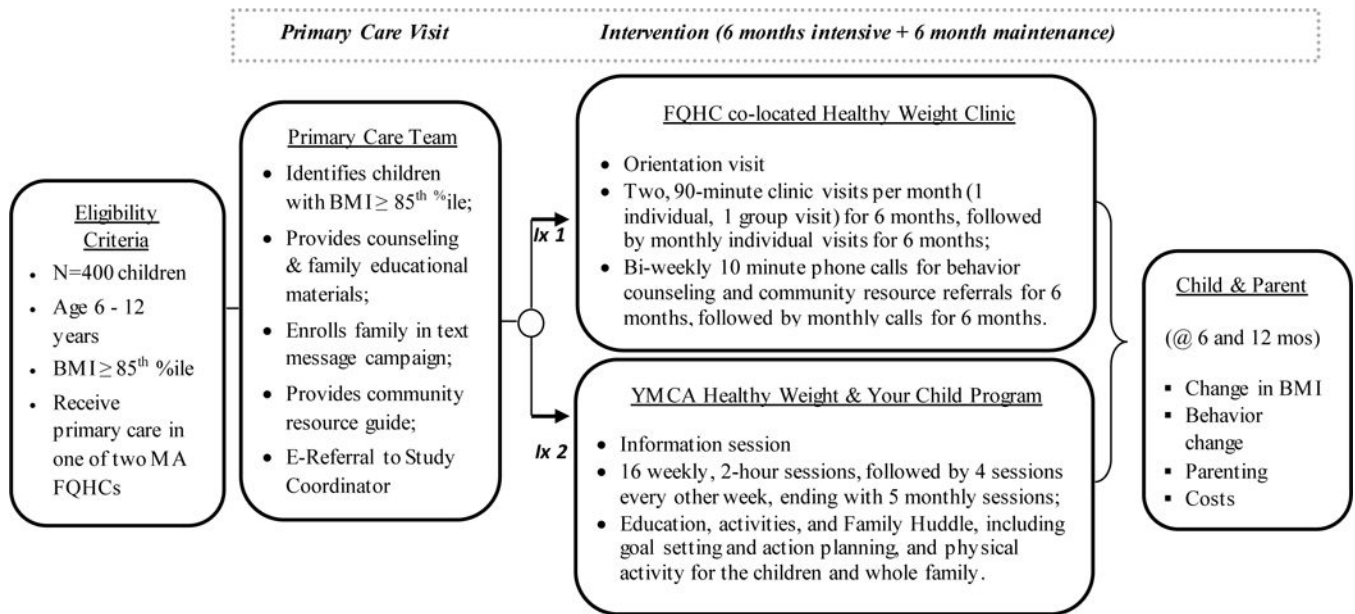 Primary Care Visit
Intervention (6 months intensive + 6 month maintenance)
Eligibility
Criteria
• N=400 children
• Age 6 - 12
years
• BMI ≥ 85th %ile
• Receive
primary care in
one of two MA
FQHCs
Primary Care Team
• Identifies children
with BMI ≥ 85th %ile;
• Provides counseling
& family educational
materials;
• Enrolls family in text
message campaign;
• Provides community
resource guide;
• E-Referral to Study
Coordinator
Ix 1
Ix 2
FQHC co-located Healthy Weight Clinic
• Orientation visit
• Two, 90-minute clinic visits per month (1
individual, 1 group visit) for 6 months, followed
by monthly individual visits for 6 months;
• Bi-weekly 10 minute phone calls for behavior
counseling and community resource referrals for 6
months, followed by monthly calls for 6 months.
YMCA Healthy Weight & Your Child Program
• Information session
• 16 weekly, 2-hour sessions, followed by 4 sessions
every other week, ending with 5 monthly sessions;
• Education, activities, and Family Huddle, including
goal setting and action planning, and physical
activity for the children and whole family.
Child & Parent
(@ 6 and 12 mos)
▪ Change in BMI
▪ Behavior
change
▪ Parenting
▪ Costs